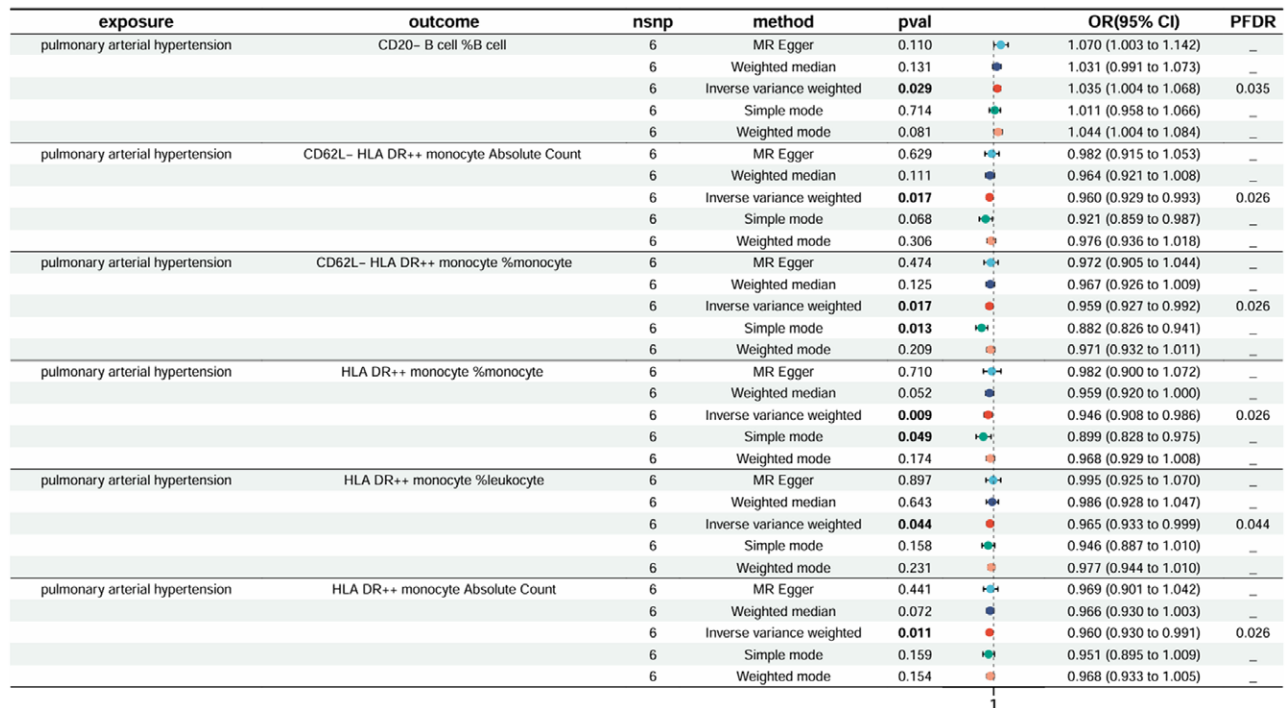 exposure outcome nsnp method pval OR(95% CI) PFDR
pulmonary arterial hypertension CD20− B cell %B cell 6 MR Egger 0.110 1.070 (1.003 to 1.142) _
6 Weighted median 0.131 1.031 (0.991 to 1.073) _
6 Inverse variance weighted 0.029 1.035 (1.004 to 1.068) 0.035
6 Simple mode 0.714 1.011 (0.958 to 1.066) _
6 Weighted mode 0.081 1.044 (1.004 to 1.084) _
pulmonary arterial hypertension CD62L− HLA DR++ monocyte Absolute Count 6 MR Egger 0.629 0.982 (0.915 to 1.053) _
6 Weighted median 0.111 0.964 (0.921 to 1.008) _
6 Inverse variance weighted 0.017 0.960 (0.929 to 0.993) 0.026
6 Simple mode 0.068 0.921 (0.859 to 0.987) _
6 Weighted mode 0.306 0.976 (0.936 to 1.018) _
pulmonary arterial hypertension CD62L− HLA DR++ monocyte %monocyte 6 MR Egger 0.474 0.972 (0.905 to 1.044) _
6 Weighted median 0.125 0.967 (0.926 to 1.009) _
6 Inverse variance weighted 0.017 0.959 (0.927 to 0.992) 0.026
6 Simple mode 0.013 0.882 (0.826 to 0.941) _
6 Weighted mode 0.209 0.971 (0.932 to 1.011) _
pulmonary arterial hypertension HLA DR++ monocyte %monocyte 6 MR Egger 0.710 0.982 (0.900 to 1.072) _
6 Weighted median 0.052 0.959 (0.920 to 1.000) _
6 Inverse variance weighted 0.009 0.946 (0.908 to 0.986) 0.026
6 Simple mode 0.049 0.899 (0.828 to 0.975) _
6 Weighted mode 0.174 0.968 (0.929 to 1.008) _
pulmonary arterial hypertension HLA DR++ monocyte %leukocyte 6 MR Egger 0.897 0.995 (0.925 to 1.070) _
6 Weighted median 0.643 0.986 (0.928 to 1.047) _
6 Inverse variance weighted 0.044 0.965 (0.933 to 0.999) 0.044
6 Simple mode 0.158 0.946 (0.887 to 1.010) _
6 Weighted mode 0.231 0.977 (0.944 to 1.010) _
pulmonary arterial hypertension HLA DR++ monocyte Absolute Count 6 MR Egger 0.441 0.969 (0.901 to 1.042) _
6 Weighted median 0.072 0.966 (0.930 to 1.003) _
6 Inverse variance weighted 0.011 0.960 (0.930 to 0.991) 0.026
6 Simple mode 0.159 0.951 (0.895 to 1.009) _
6 Weighted mode 0.154 0.968 (0.933 to 1.005) _
1